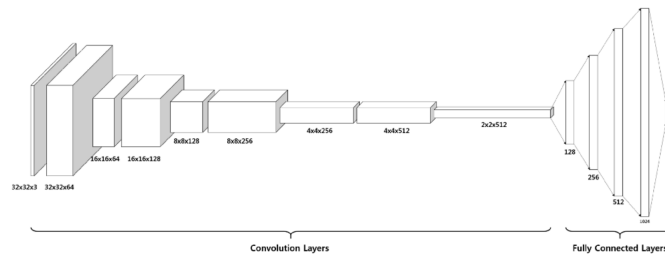 32x32x3
32x32x64
16x16x64
16x16x128
8x8x128
8x8x256
4x4x256
4x4x512
2x2x512
128
256
512
1024
Convolution Layers
Fully Connected Layers